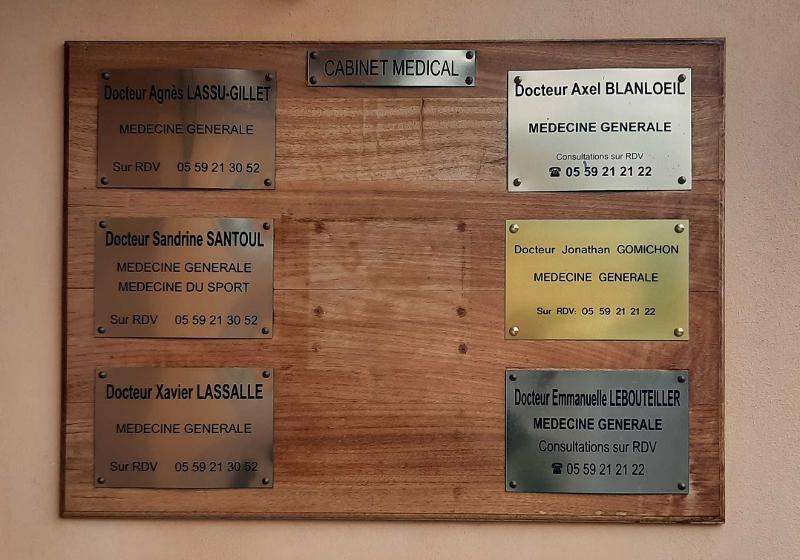 CABINET MEDICAL
Docteur Agnès LASSU-GILLET
MEDECINE GENERALE
Sur RDV 05 59 21 30 52
Docteur Sandrine SANTOUL
MEDECINE GENERALE
MEDECINE DU SPORT
Sur RDV 05 59 21 30 52
Docteur Xavier LASSALLE
MEDECINE GENERALE
Sur RDV 05 59 21 30 52
Docteur Axel BLANLOEIL
MEDECINE GENERALE
Consultations sur RDV
☎ 05 59 21 21 22
Docteur Jonathan GOMICHON
MEDECINE GENERALE
Sur RDV: 05 59 21 21 22
Docteur Emmanuelle LEBOUTEILLER
MEDECINE GENERALE
Consultations sur RDV
☎ 05 59 21 21 22